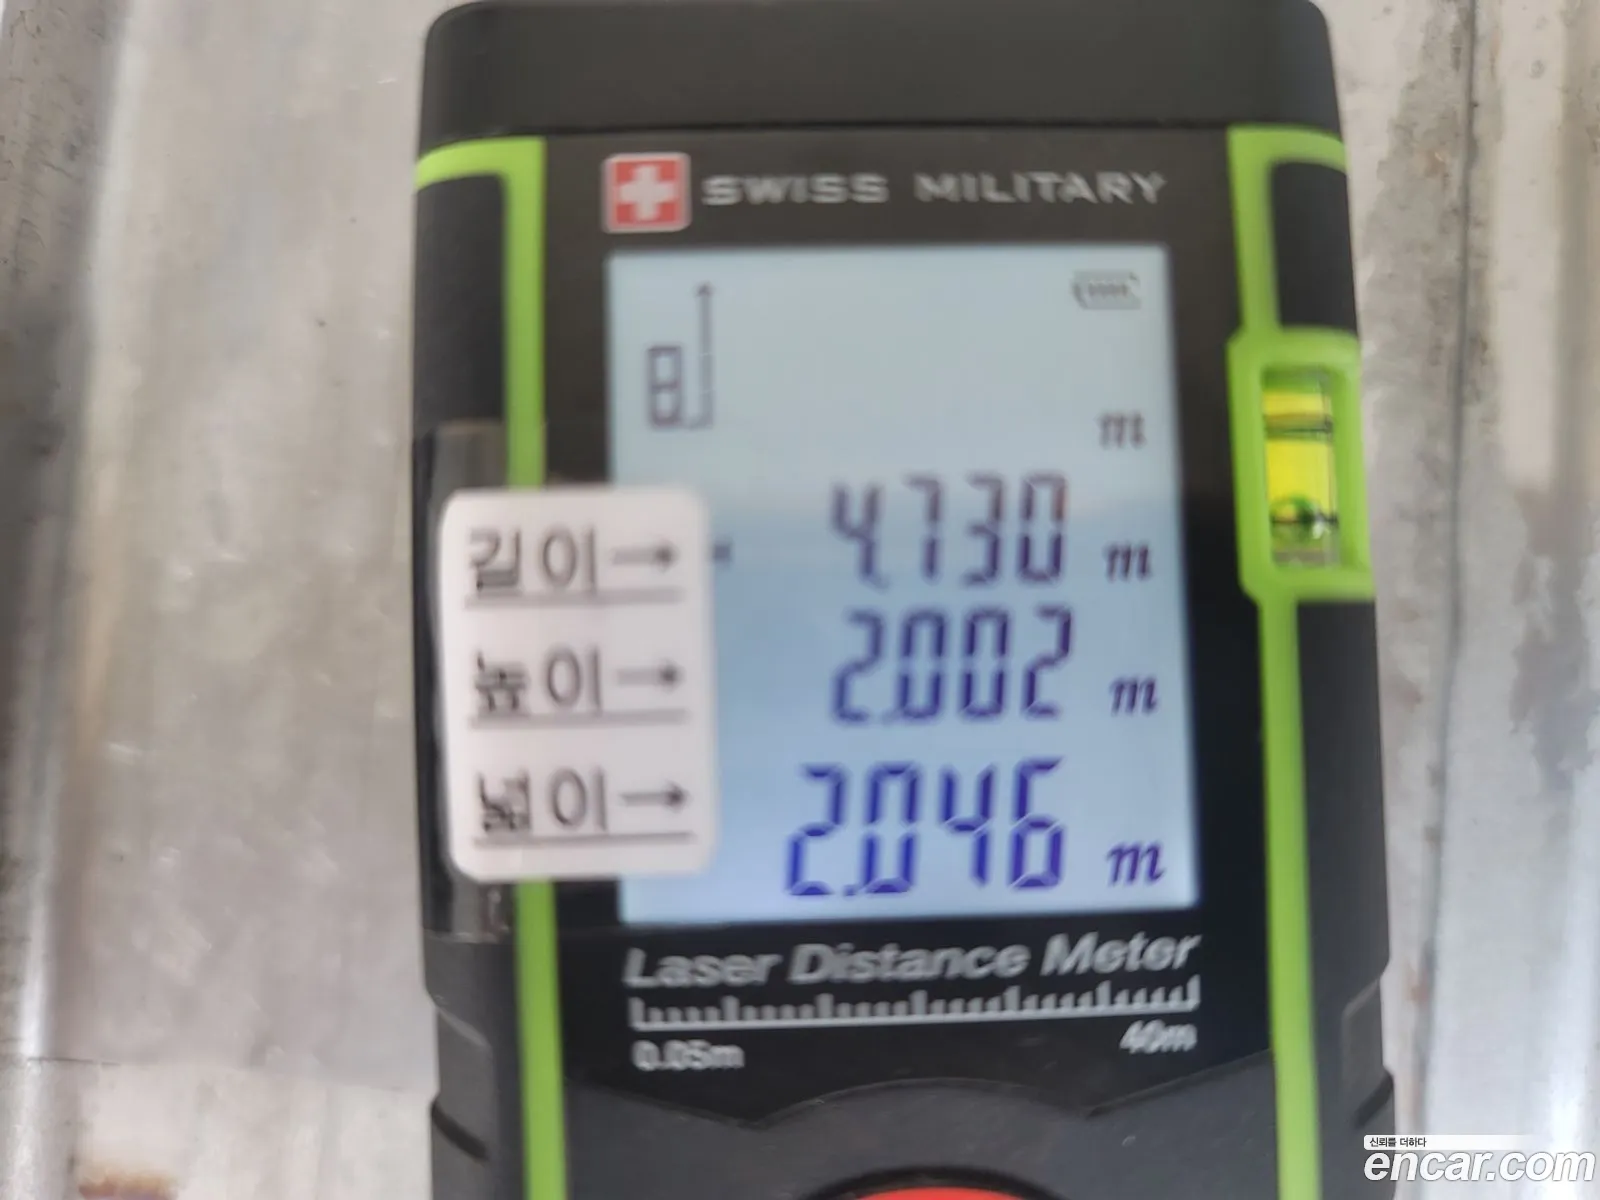 SWISS MILITARY
m
길이→ 4.730 m
높이→ 2.002 m
넓이→ 2.046 m
Laser Distance Meter
0.05m 40m
신뢰를 더하다
encar.com